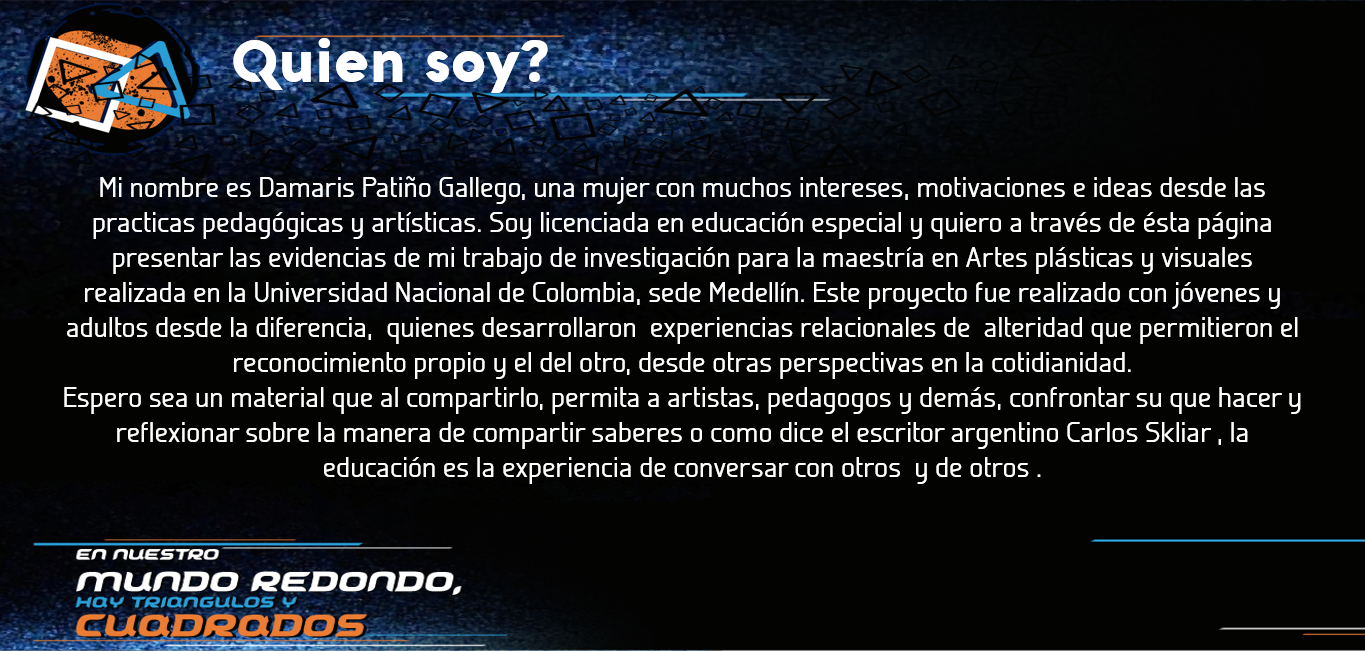 Quien soy?
Mi nombre es Damaris Patiño Gallego, una mujer con muchos intereses, motivaciones e ideas desde las
practicas pedagógicas y artísticas. Soy licenciada en educación especial y quiero a través de ésta página
presentar las evidencias de mi trabajo de investigación para la maestría en Artes plásticas y visuales
realizada en la Universidad Nacional de Colombia, sede Medellín. Este proyecto fue realizado con jóvenes y
adultos desde la diferencia,  quienes desarrollaron  experiencias relacionales de  alteridad que permitieron el
reconocimiento propio y el del otro, desde otras perspectivas en la cotidianidad.
Espero sea un material que al compartirlo, permita a artistas, pedagogos y demás, confrontar su que hacer y
reflexionar sobre la manera de compartir saberes o como dice el escritor argentino Carlos Skliar , la
educación es la experiencia de conversar con otros  y de otros .
EN NUESTRO
MUNDO REDONDO,
HAY TRIANGULOS Y
CUADRADOS